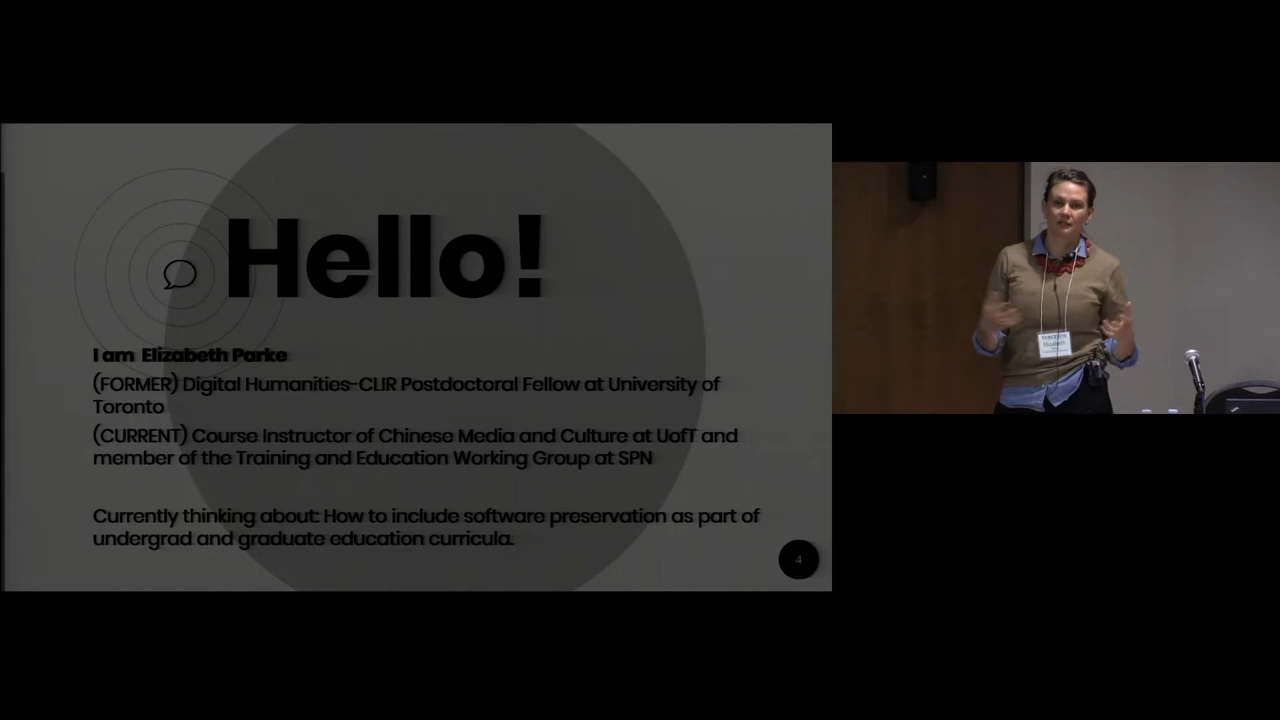 Hello!
I am Elizabeth Parke
(FORMER) Digital Humanities-CLIR Postdoctoral Fellow at University of
Toronto
(CURRENT) Course Instructor of Chinese Media and Culture at UofT and
member of the Training and Education Working Group at SPN
Currently thinking about: How to include software preservation as part of
undergrad and graduate education curricula.
4
Elizabeth